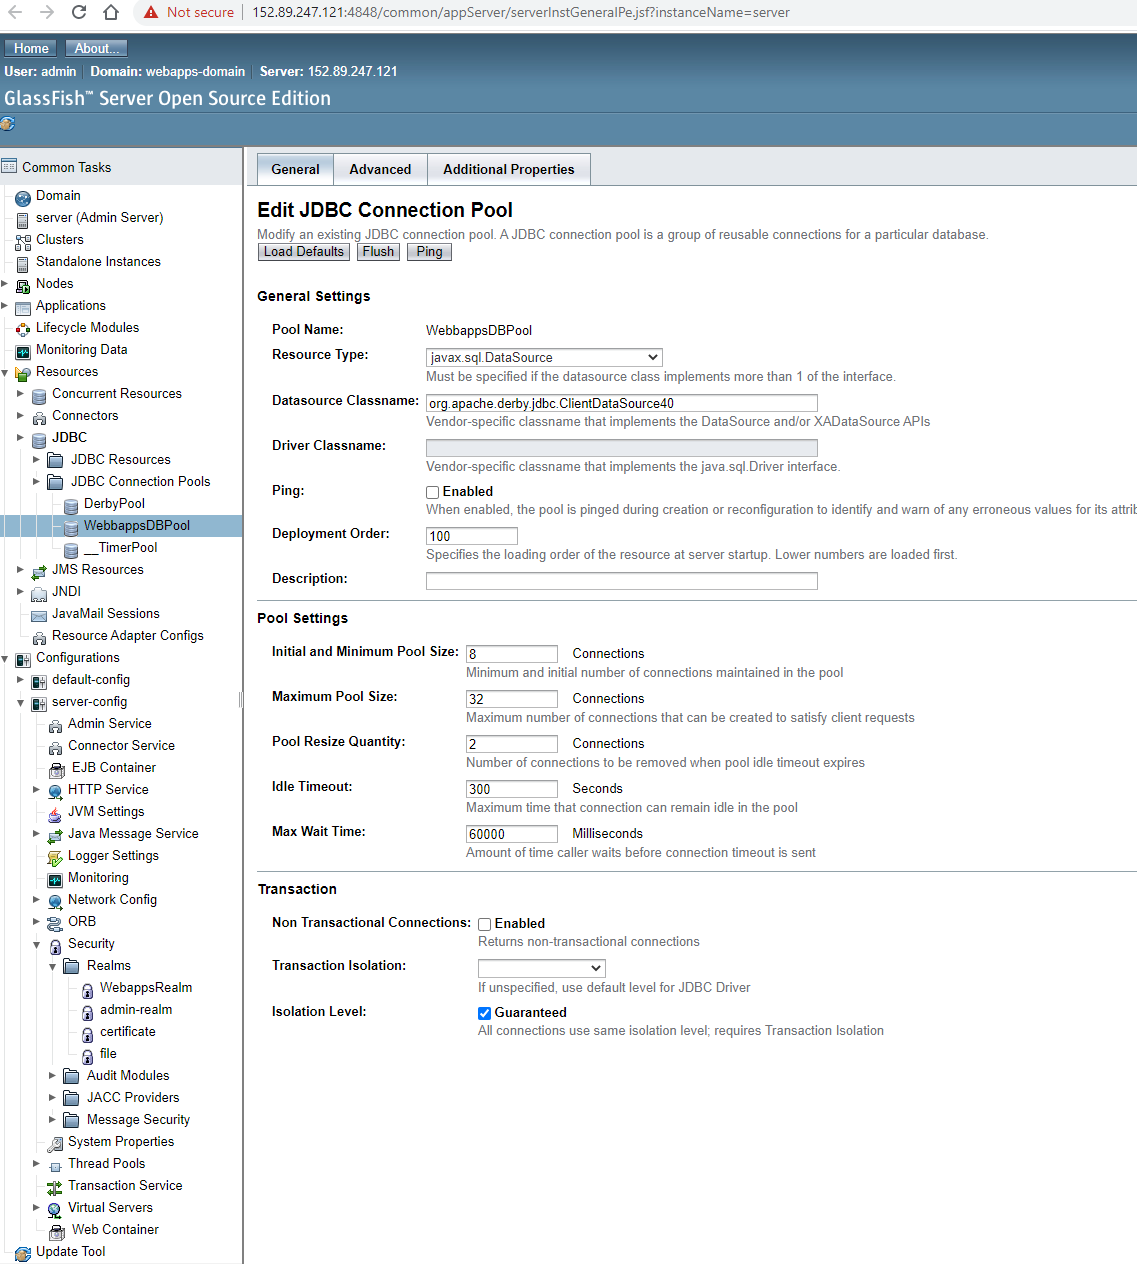 Not secure | 152.89.247.121:4848/common/appServer/serverInstGeneralPe.jsf?instanceName=server
Home About...
User: admin Domain: webapps-domain Server: 152.89.247.121
GlassFish™ Server Open Source Edition
Common Tasks
Domain
server (Admin Server)
Clusters
Standalone Instances
Nodes
Applications
Lifecycle Modules
Monitoring Data
Resources
Concurrent Resources
Connectors
JDBC
JDBC Resources
JDBC Connection Pools
DerbyPool
WebbappsDBPool
__TimerPool
JMS Resources
JNDI
JavaMail Sessions
Resource Adapter Configs
Configurations
default-config
server-config
Admin Service
Connector Service
EJB Container
HTTP Service
JVM Settings
Java Message Service
Logger Settings
Monitoring
Network Config
ORB
Security
Realms
WebappsRealm
admin-realm
certificate
file
Audit Modules
JACC Providers
Message Security
System Properties
Thread Pools
Transaction Service
Virtual Servers
Web Container
Update Tool
General Advanced Additional Properties
Edit JDBC Connection Pool
Modify an existing JDBC connection pool. A JDBC connection pool is a group of reusable connections for a particular database.
Load Defaults Flush Ping
General Settings
Pool Name: WebbappsDBPool
Resource Type: javax.sql.DataSource
Must be specified if the datasource class implements more than 1 of the interface.
Datasource Classname: org.apache.derby.jdbc.ClientDataSource40
Vendor-specific classname that implements the DataSource and/or XADataSource APIs
Driver Classname:
Vendor-specific classname that implements the java.sql.Driver interface.
Ping: Enabled
When enabled, the pool is pinged during creation or reconfiguration to identify and warn of any erroneous values for its attrib
Deployment Order: 100
Specifies the loading order of the resource at server startup. Lower numbers are loaded first.
Description:
Pool Settings
Initial and Minimum Pool Size: 8 Connections
Minimum and initial number of connections maintained in the pool
Maximum Pool Size: 32 Connections
Maximum number of connections that can be created to satisfy client requests
Pool Resize Quantity: 2 Connections
Number of connections to be removed when pool idle timeout expires
Idle Timeout: 300 Seconds
Maximum time that connection can remain idle in the pool
Max Wait Time: 60000 Milliseconds
Amount of time caller waits before connection timeout is sent
Transaction
Non Transactional Connections: Enabled
Returns non-transactional connections
Transaction Isolation:
If unspecified, use default level for JDBC Driver
Isolation Level: Guaranteed
All connections use same isolation level; requires Transaction Isolation